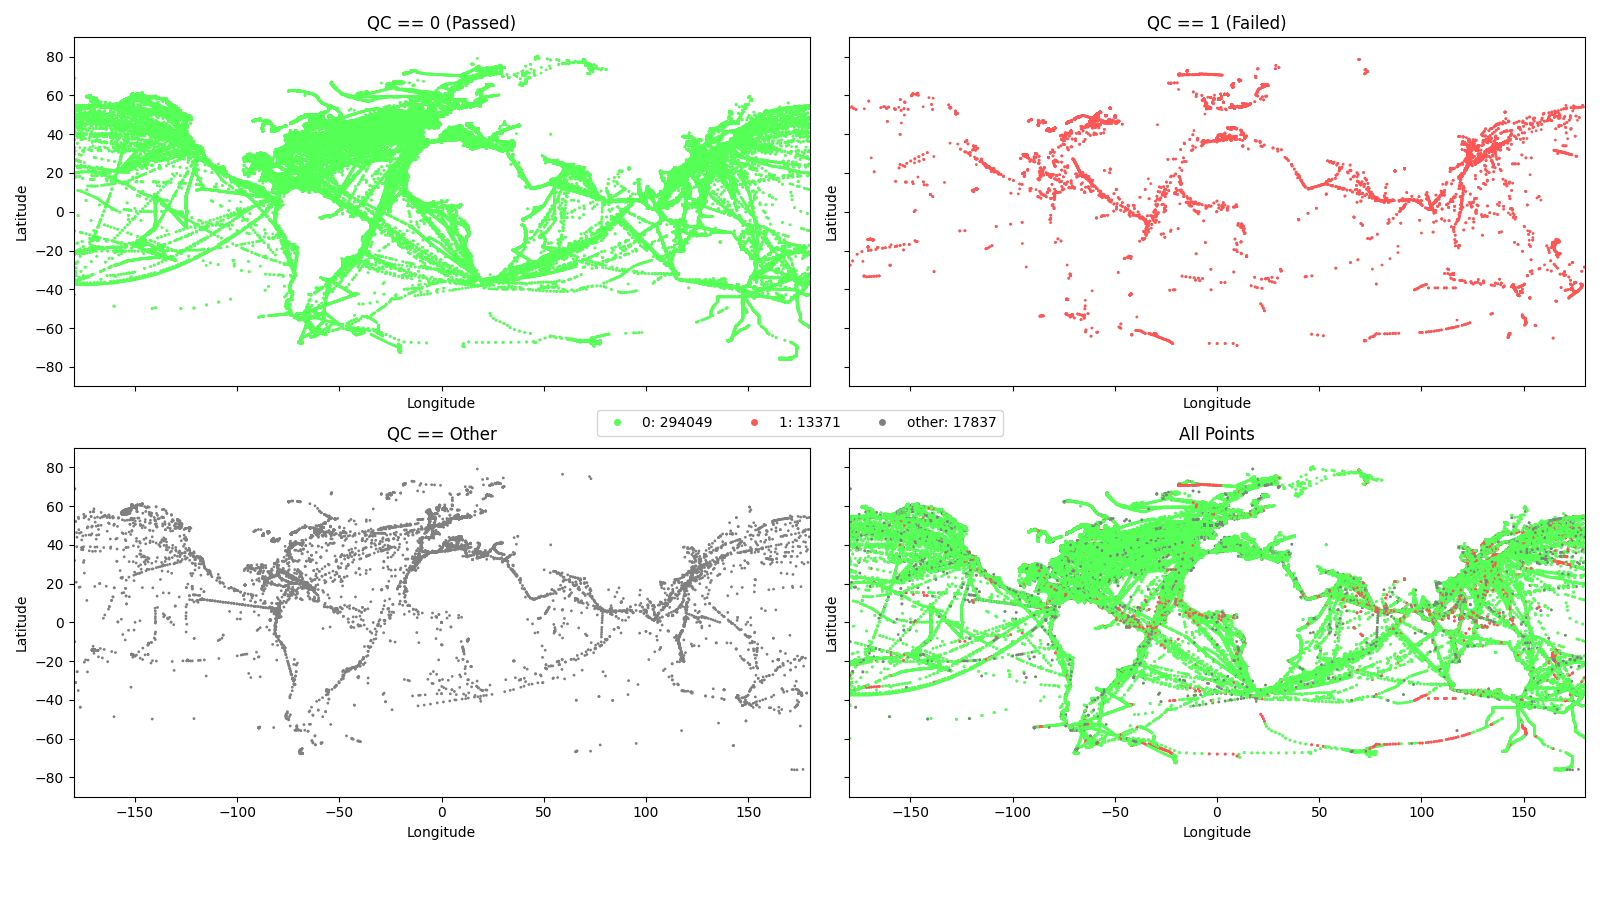 QC == 0 (Passed)
QC == 1 (Failed)
80
60
40
20
0
−20
−40
−60
−80
Latitude
Latitude
Longitude
Longitude
0: 294049 1: 13371 other: 17837
QC == Other
All Points
80
60
40
20
0
−20
−40
−60
−80
Latitude
Latitude
−150 −100 −50 0 50 100 150
−150 −100 −50 0 50 100 150
Longitude
Longitude